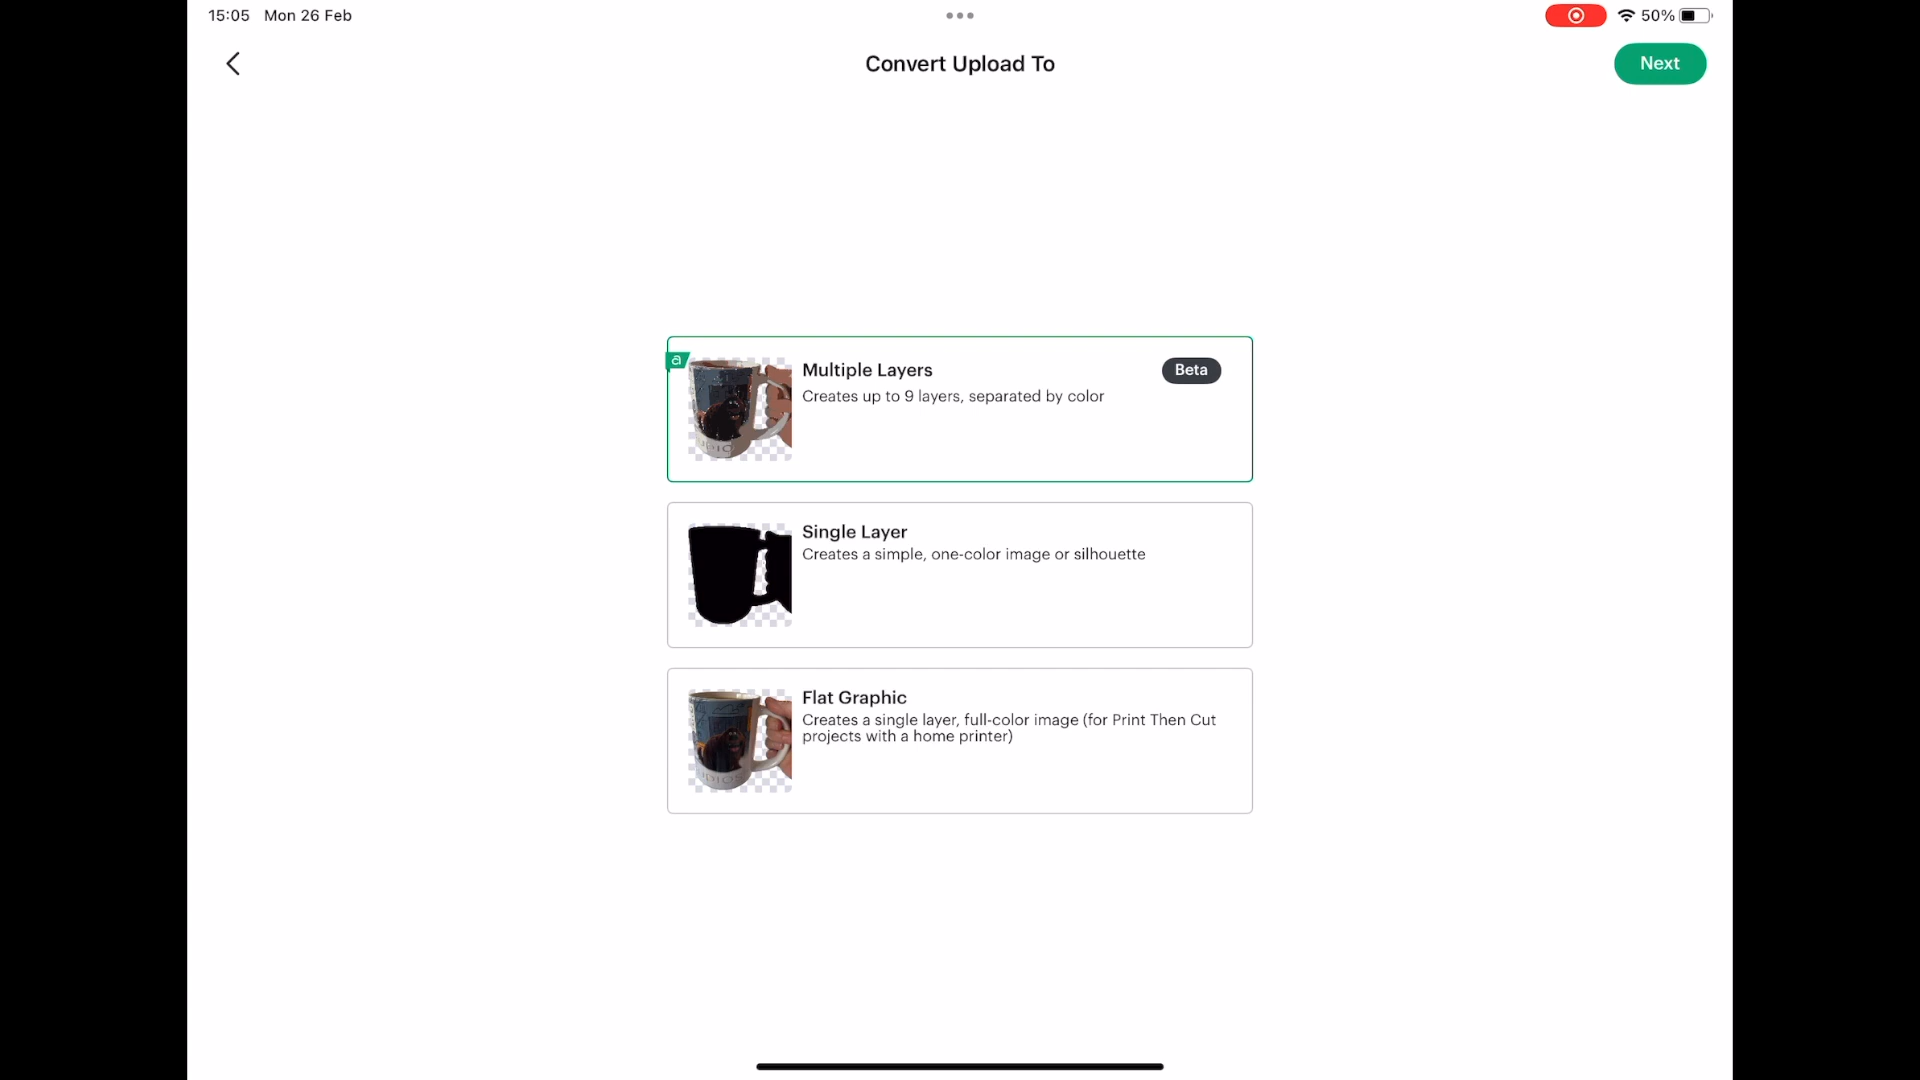 15:05 Mon 26 Feb
50%
Convert Upload To
Next
a
Multiple Layers
Beta
Creates up to 9 layers, separated by color
Single Layer
Creates a simple, one-color image or silhouette
Flat Graphic
Creates a single layer, full-color image (for Print Then Cut
projects with a home printer)